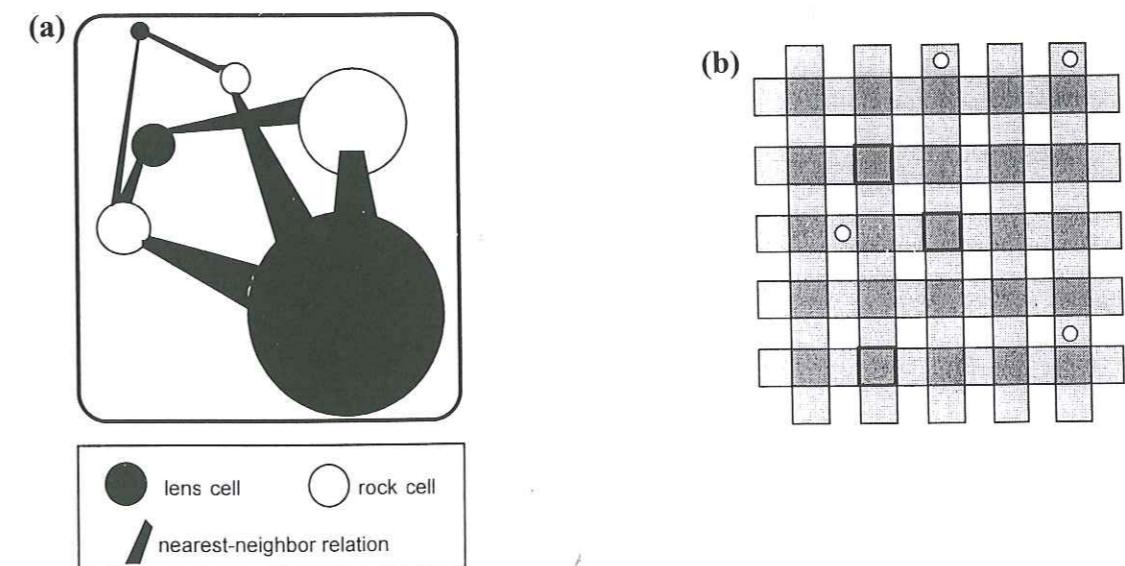 (a)
(b)
lens cell
rock cell
nearest-neighbor relation